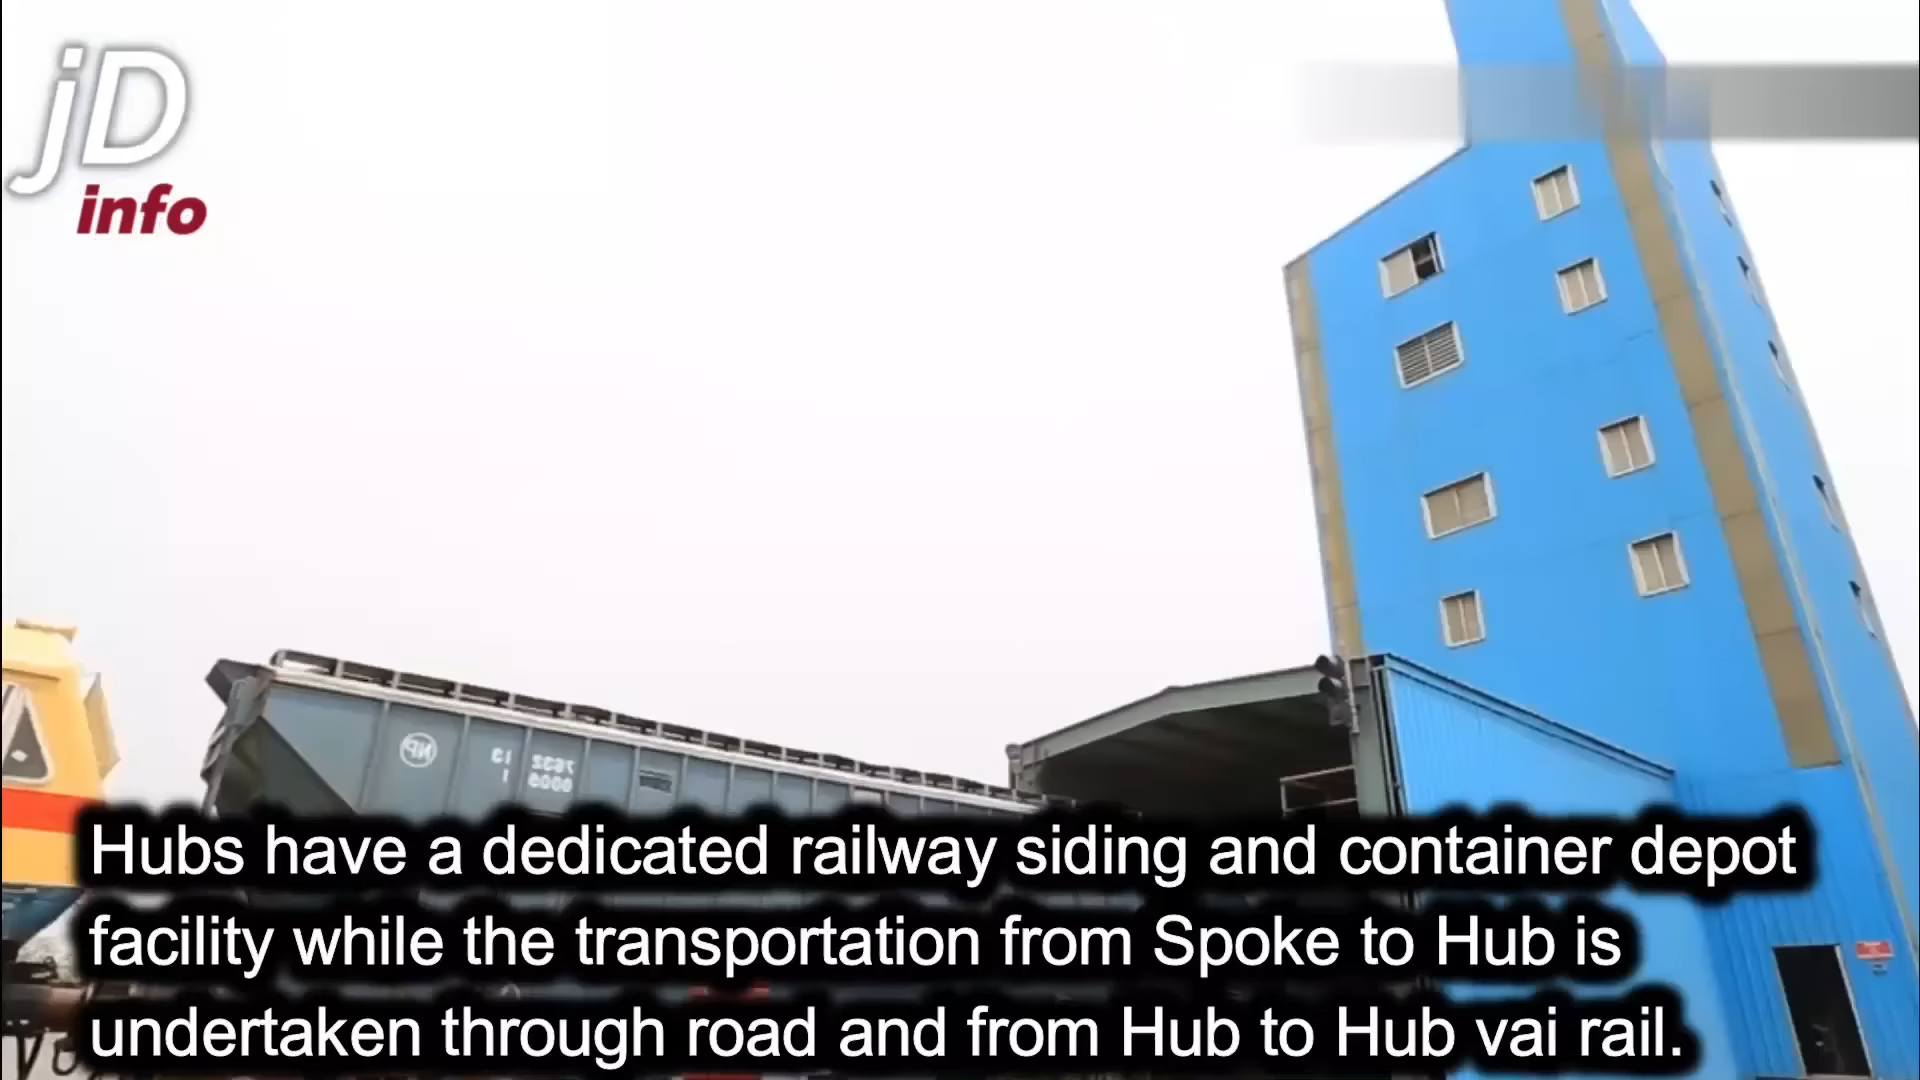 jD
info
Hubs have a dedicated railway siding and container depot
facility while the transportation from Spoke to Hub is
undertaken through road and from Hub to Hub vai rail.